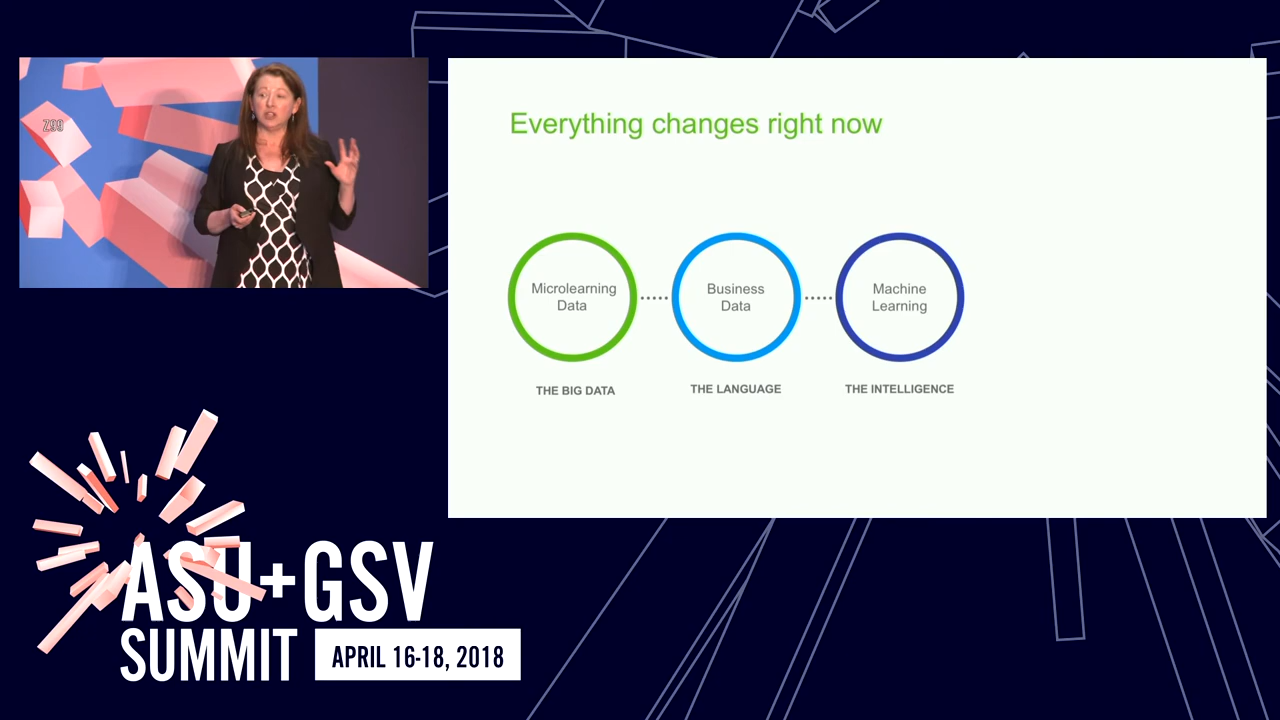 Everything changes right now
Microlearning
Data
Business
Data
Machine
Learning
THE BIG DATA
THE LANGUAGE
THE INTELLIGENCE
ASU+GSV
SUMMIT
APRIL 16-18, 2018